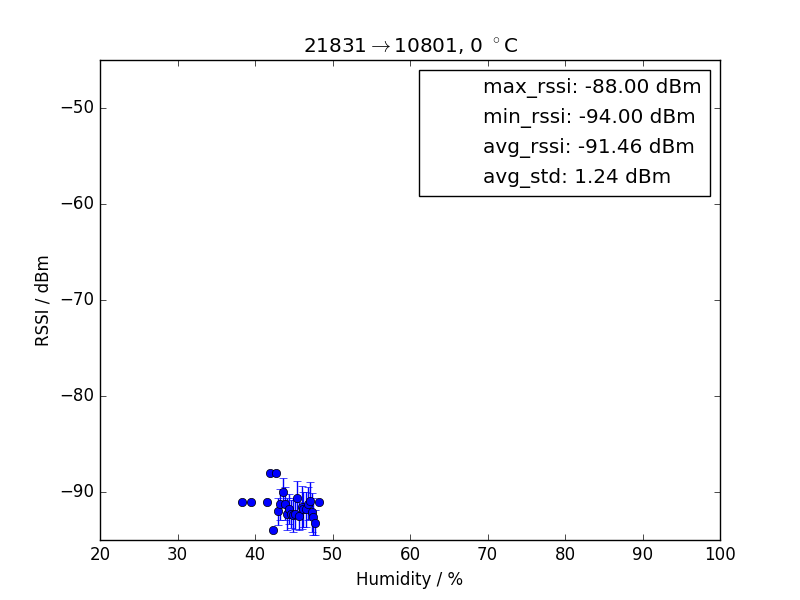 21831→10801, 0 °C
max_rssi: -88.00 dBm
min_rssi: -94.00 dBm
avg_rssi: -91.46 dBm
avg_std: 1.24 dBm
RSSI / dBm
−50
−60
−70
−80
−90
20 30 40 50 60 70 80 90 100
Humidity / %